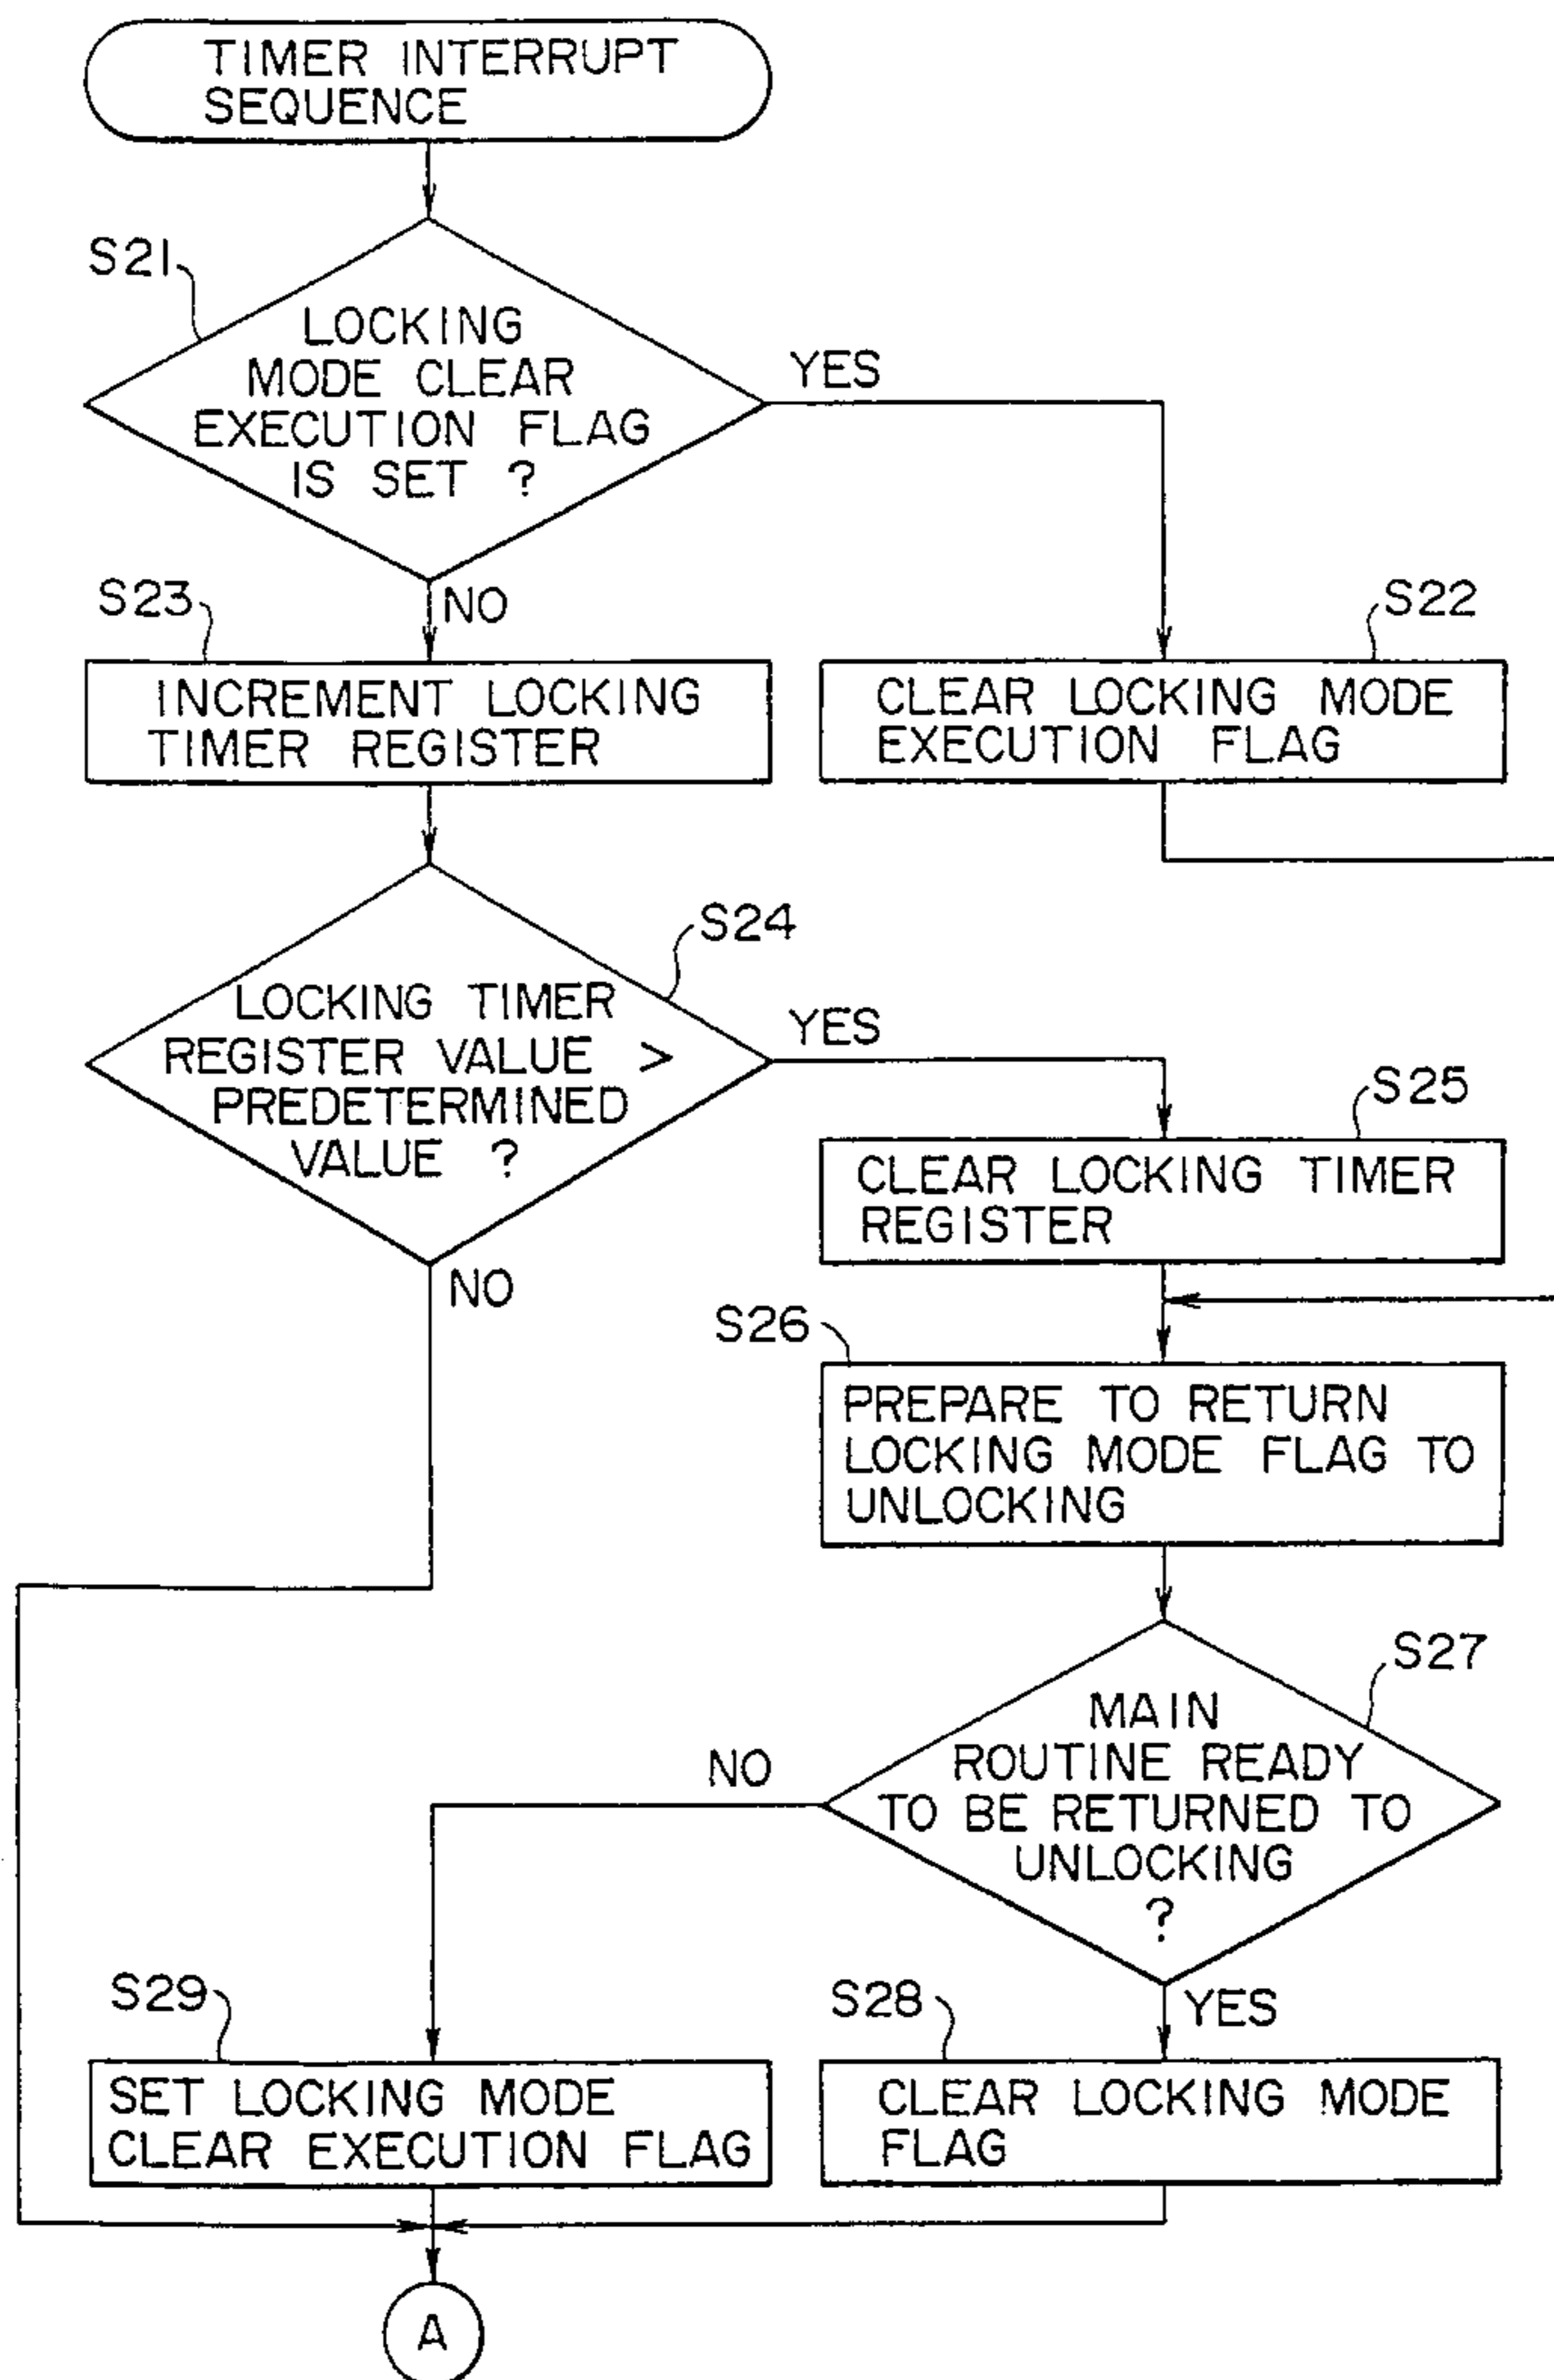 TIMER INTERRUPT
SEQUENCE
S21
LOCKING
MODE CLEAR
EXECUTION FLAG
IS SET ?
YES
NO
S23
INCREMENT LOCKING
TIMER REGISTER
S22
CLEAR LOCKING MODE
EXECUTION FLAG
S24
LOCKING TIMER
REGISTER VALUE >
PREDETERMINED
VALUE ?
YES
NO
S25
CLEAR LOCKING TIMER
REGISTER
S26
PREPARE TO RETURN
LOCKING MODE FLAG TO
UNLOCKING
S27
MAIN
ROUTINE READY
TO BE RETURNED TO
UNLOCKING
?
NO
YES
S29
SET LOCKING MODE
CLEAR EXECUTION FLAG
S28
CLEAR LOCKING MODE
FLAG
A